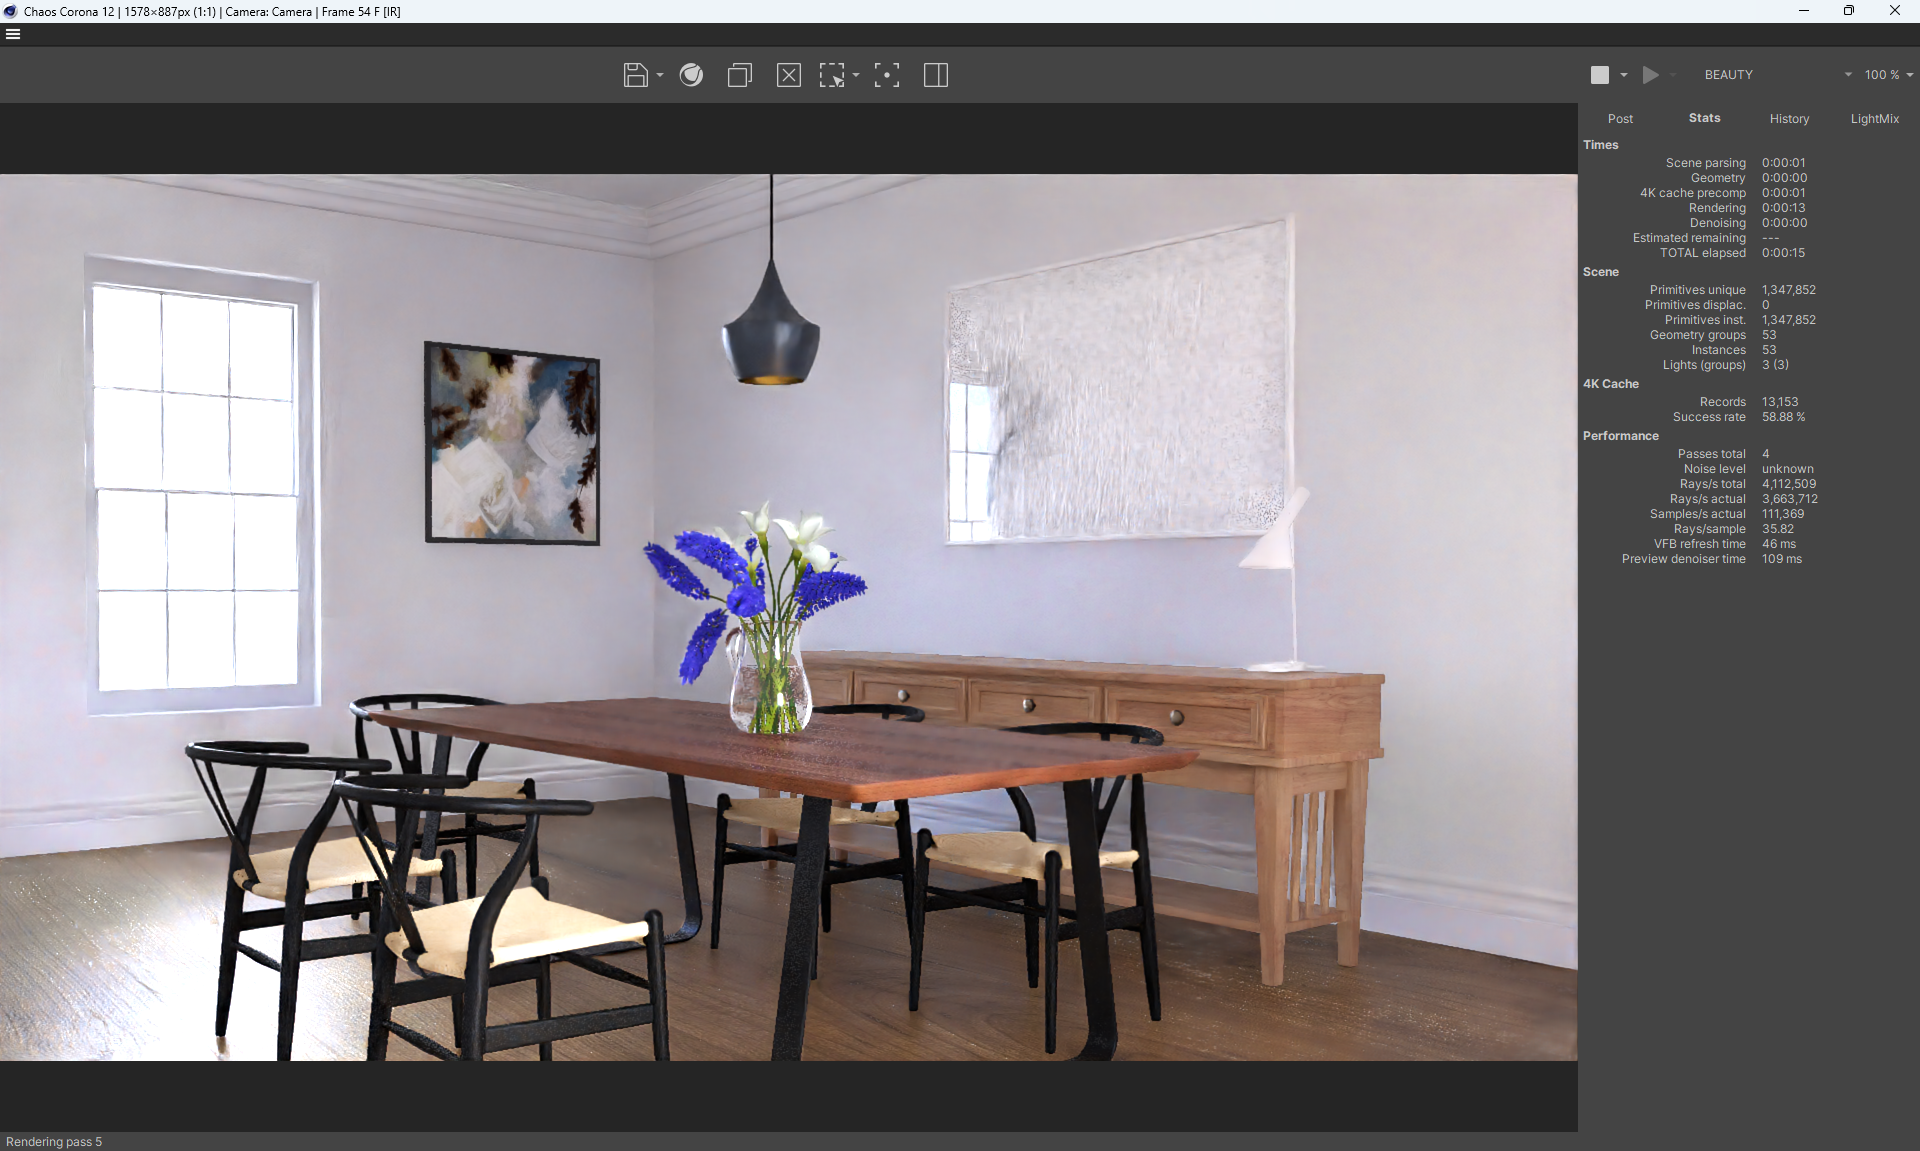 Chaos Corona 12 | 1578×887px (1:1) | Camera: Camera | Frame 54 F [IR]
BEAUTY
100 %
Post Stats History LightMix
Times
Scene parsing 0:00:01
Geometry 0:00:00
4K cache precomp 0:00:01
Rendering 0:00:13
Denoising 0:00:00
Estimated remaining ---
TOTAL elapsed 0:00:15
Scene
Primitives unique 1,347,852
Primitives displac. 0
Primitives inst. 1,347,852
Geometry groups 53
Instances 53
Lights (groups) 3 (3)
4K Cache
Records 13,153
Success rate 58.88 %
Performance
Passes total 4
Noise level unknown
Rays/s total 4,112,509
Rays/s actual 3,663,712
Samples/s actual 111,369
Rays/sample 35.82
VFB refresh time 46 ms
Preview denoiser time 109 ms
Rendering pass 5